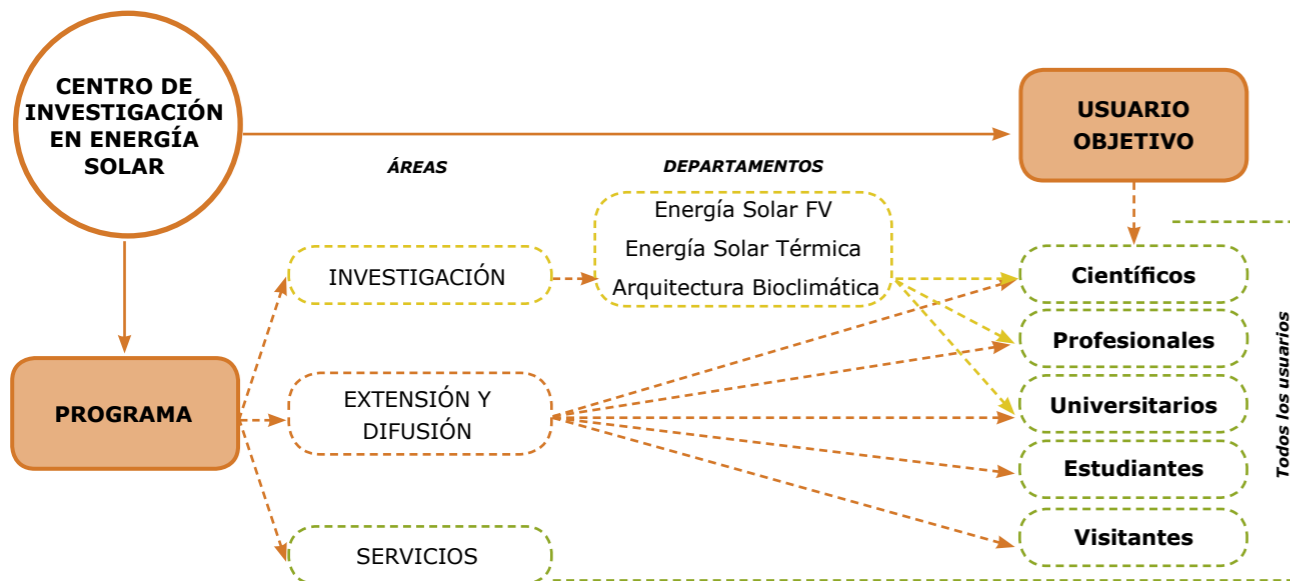 CENTRO DE
INVESTIGACIÓN
EN ENERGÍA
SOLAR
USUARIO
OBJETIVO
ÁREAS
DEPARTAMENTOS
Energía Solar FV
Energía Solar Térmica
Arquitectura Bioclimática
INVESTIGACIÓN
Científicos
Profesionales
PROGRAMA
EXTENSIÓN Y
DIFUSIÓN
Universitarios
Estudiantes
Visitantes
SERVICIOS
Todos los usuarios